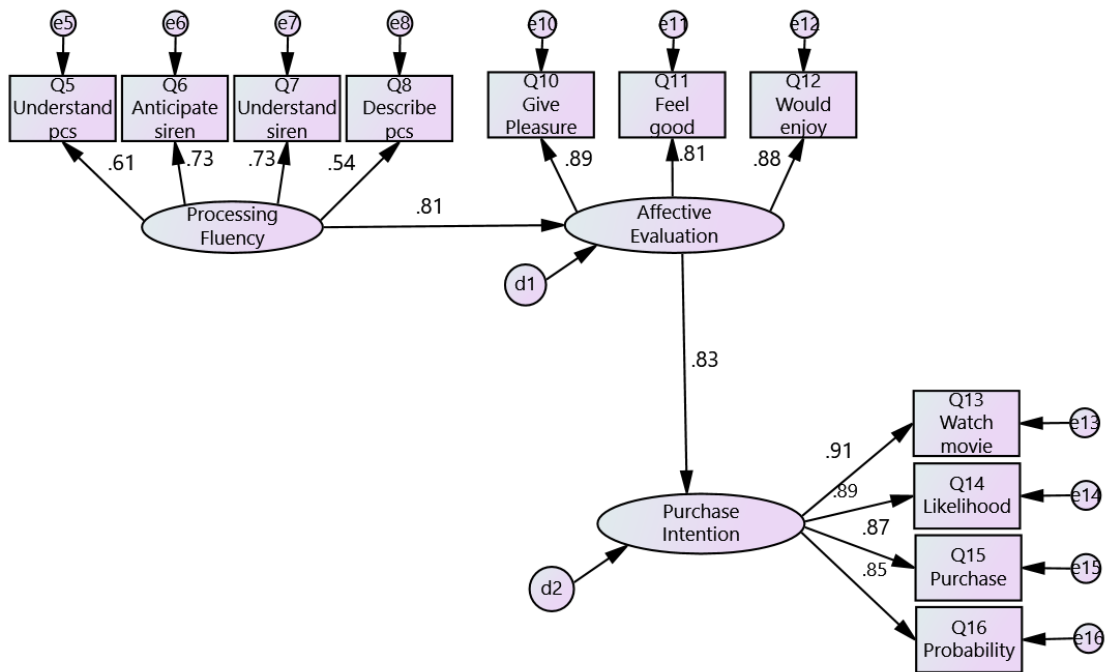 e5
e6
e7
e8
e10
e11
e12
Q5
Understand
pcs
Q6
Anticipate
siren
Q7
Understand
siren
Q8
Describe
pcs
Q10
Give
Pleasure
Q11
Feel
good
Q12
Would
enjoy
.61
.73
.73
.54
.89
.81
.88
Processing
Fluency
.81
Affective
Evaluation
d1
.83
Q13
Watch
movie
e13
.91
Q14
Likelihood
e14
.89
Purchase
Intention
.87
Q15
Purchase
e15
.85
d2
Q16
Probability
e16